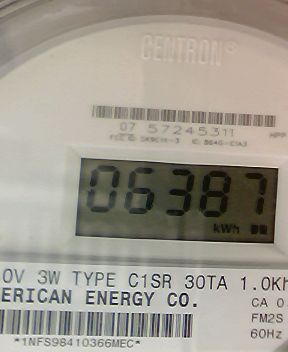 CENTRON®
07 57245311
06387
kWh
0V 3W TYPE C1SR 30TA 1.0Kh
ERICAN ENERGY CO.
CA 0
FM2S
60Hz
*1NFS98410366MEC*